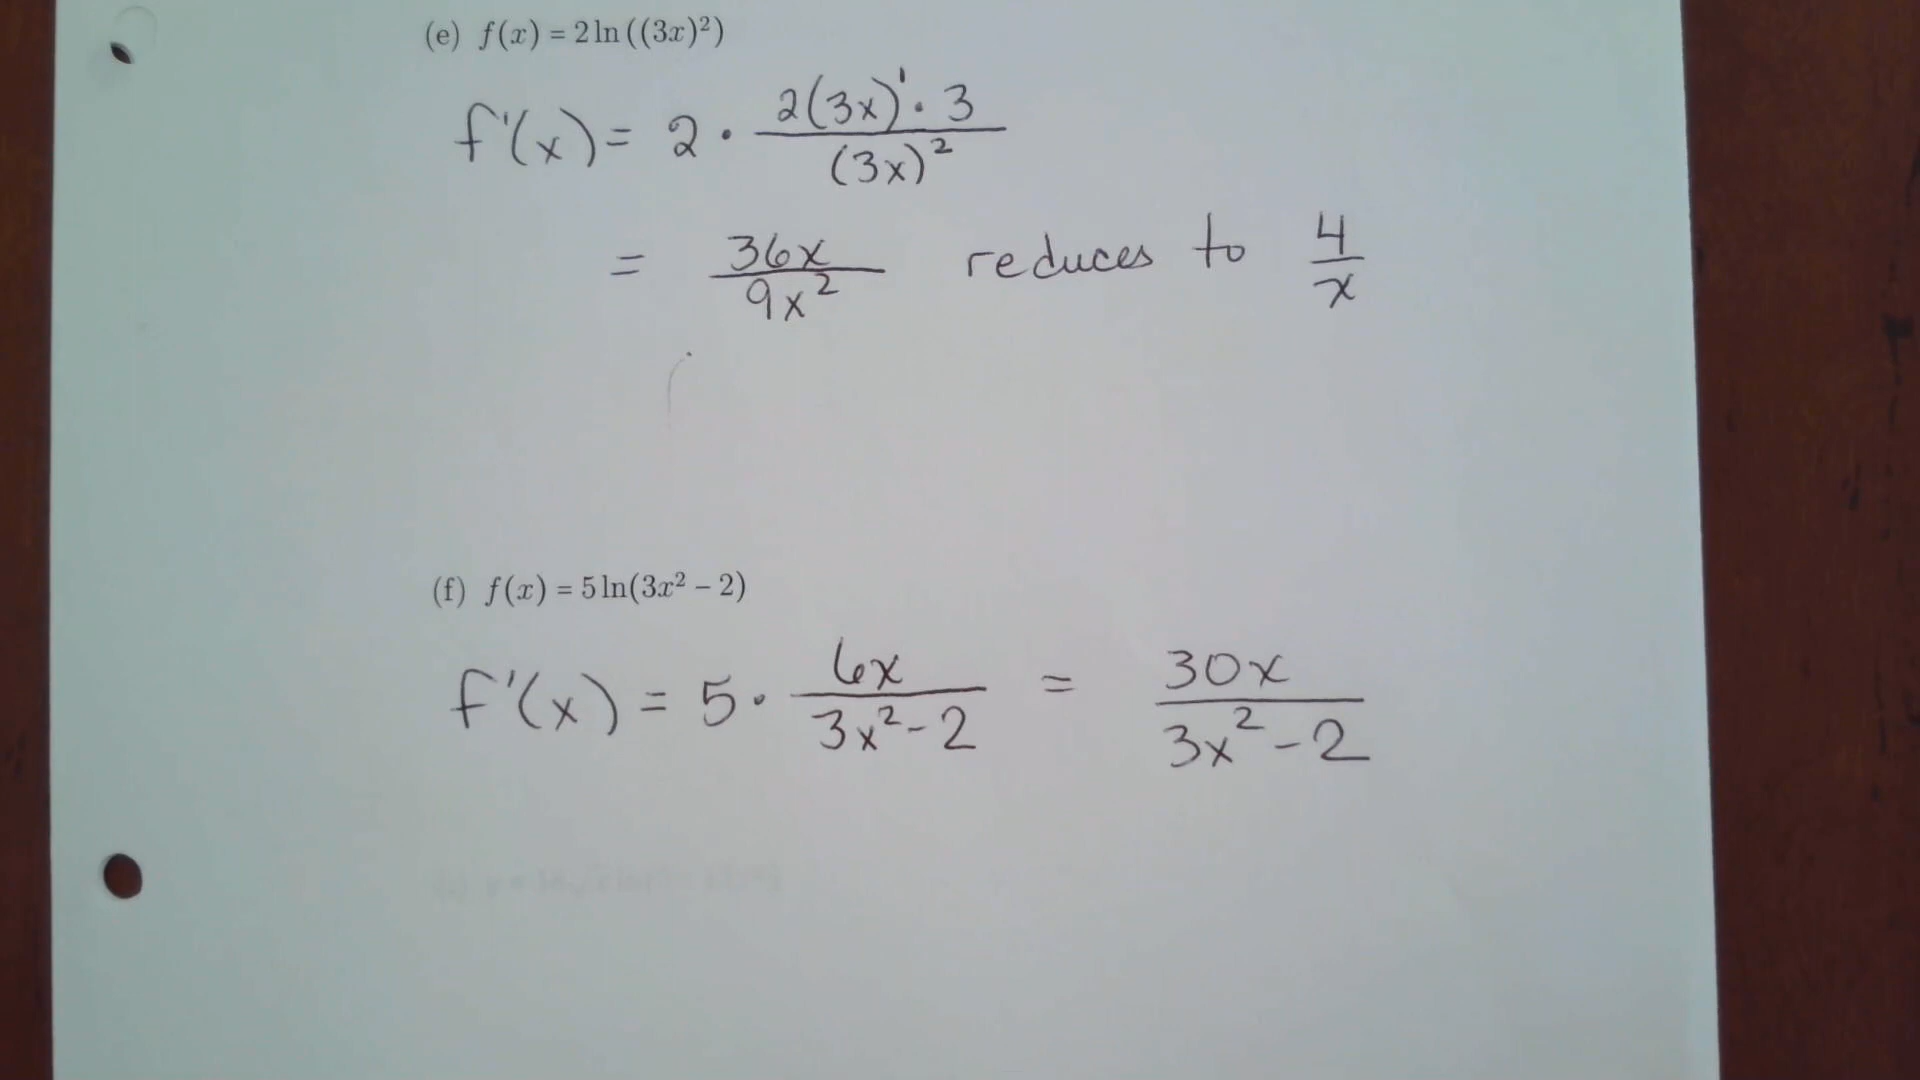 (e) f(x) = 2 ln((3x)²)
f'(x) = 2 · 2(3x)¹ · 3 / (3x)²
= 36x / 9x² reduces to 4 / x
(f) f(x) = 5 ln(3x² − 2)
f'(x) = 5 · 6x / 3x² − 2 = 30x / 3x² − 2